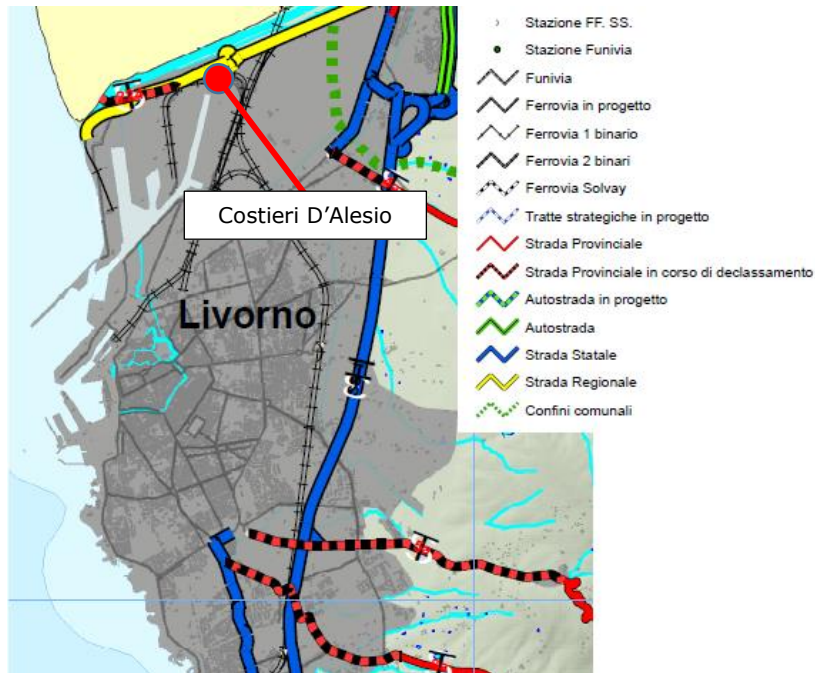 Costieri D’Alesio
Livorno
Stazione FF. SS.
Stazione Funivia
Funivia
Ferrovia in progetto
Ferrovia 1 binario
Ferrovia 2 binari
Ferrovia Solvay
Tratte strategiche in progetto
Strada Provinciale
Strada Provinciale in corso di declassamento
Autostrada in progetto
Autostrada
Strada Statale
Strada Regionale
Confini comunali